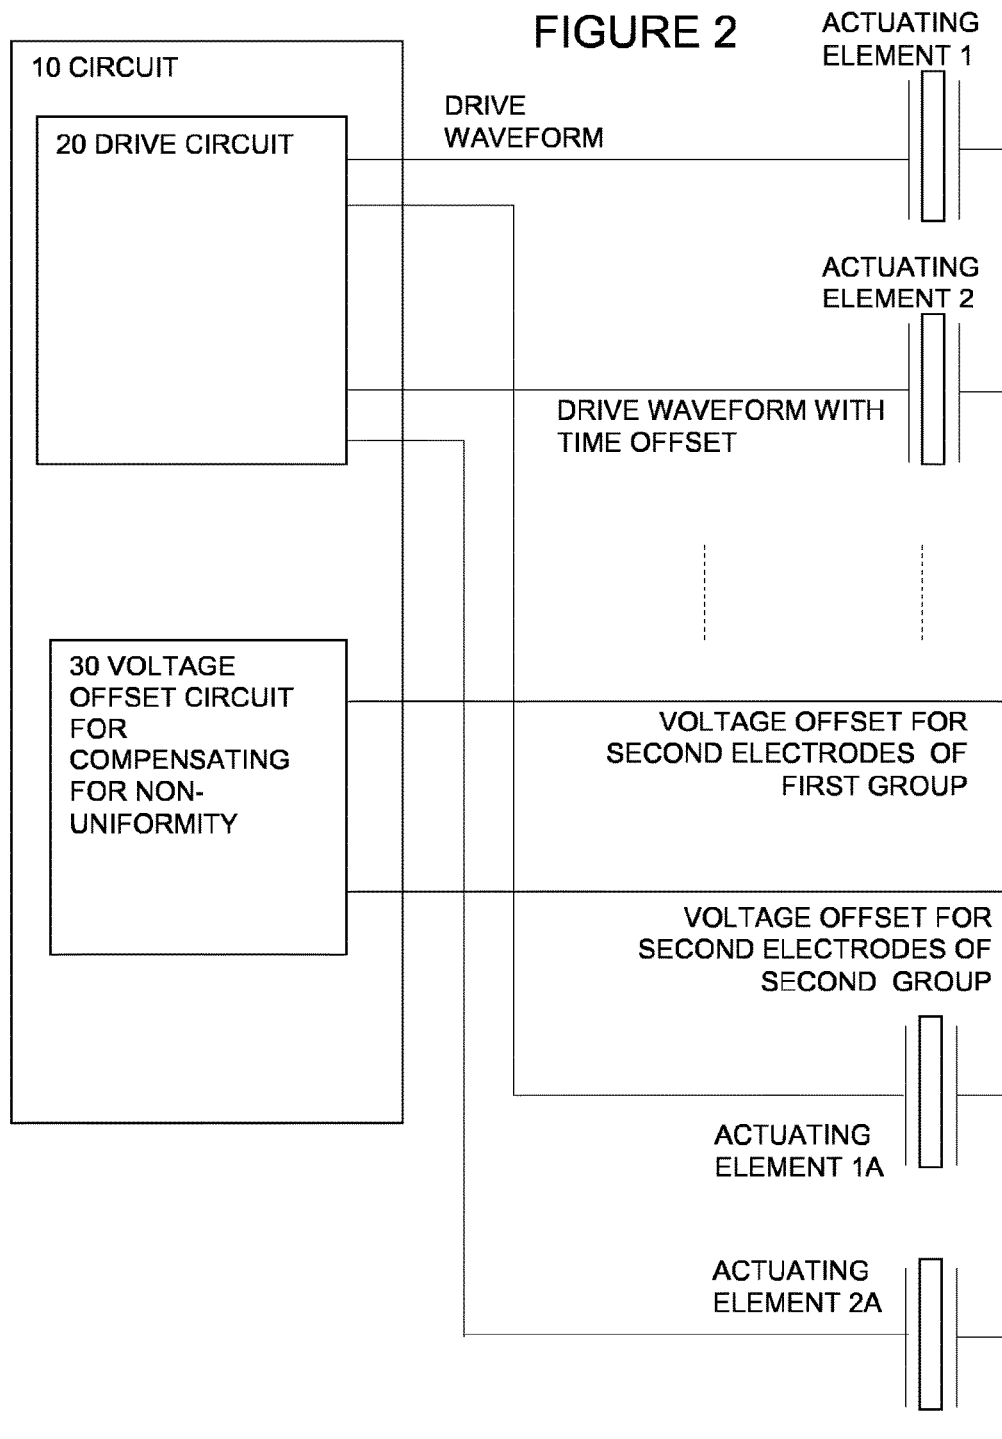 FIGURE 2
ACTUATING
ELEMENT 1
10 CIRCUIT
DRIVE
WAVEFORM
20 DRIVE CIRCUIT
ACTUATING
ELEMENT 2
DRIVE WAVEFORM WITH
TIME OFFSET
30 VOLTAGE
OFFSET CIRCUIT
FOR
COMPENSATING
FOR NON-
UNIFORMITY
VOLTAGE OFFSET FOR
SECOND ELECTRODES OF
FIRST GROUP
VOLTAGE OFFSET FOR
SECOND ELECTRODES OF
SECOND GROUP
ACTUATING
ELEMENT 1A
ACTUATING
ELEMENT 2A